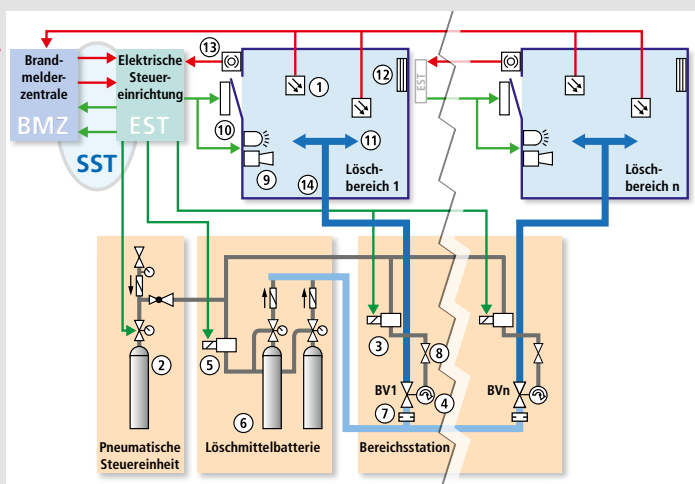 13
Brand-
melder-
zentrale
BMZ
Elektrische
Steuer-
einrichtung
EST
SST
10
9
1
12
11
14
Lösch-
bereich 1
EST
Lösch-
bereich n
2
Pneumatische
Steuereinheit
5
6
Löschmittelbatterie
3
8
BV1
4
7
Bereichsstation
BVn